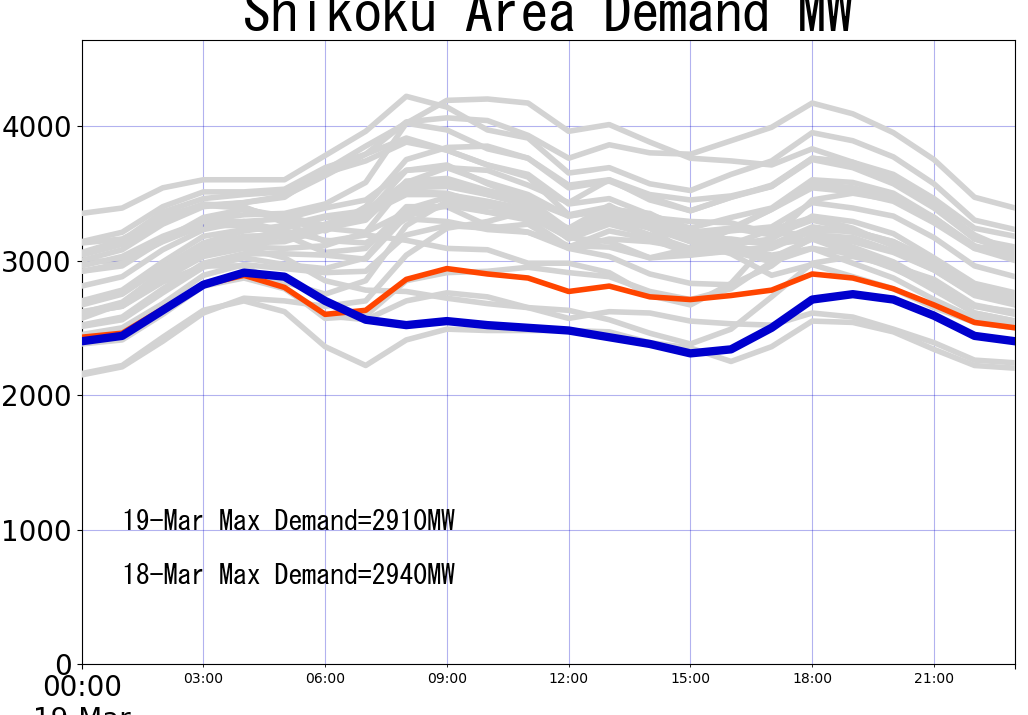 Shikoku Area Demand MW
4000
3000
2000
1000
0
19-Mar Max Demand=2910MW
18-Mar Max Demand=2940MW
00:00 03:00 06:00 09:00 12:00 15:00 18:00 21:00
19-Mar